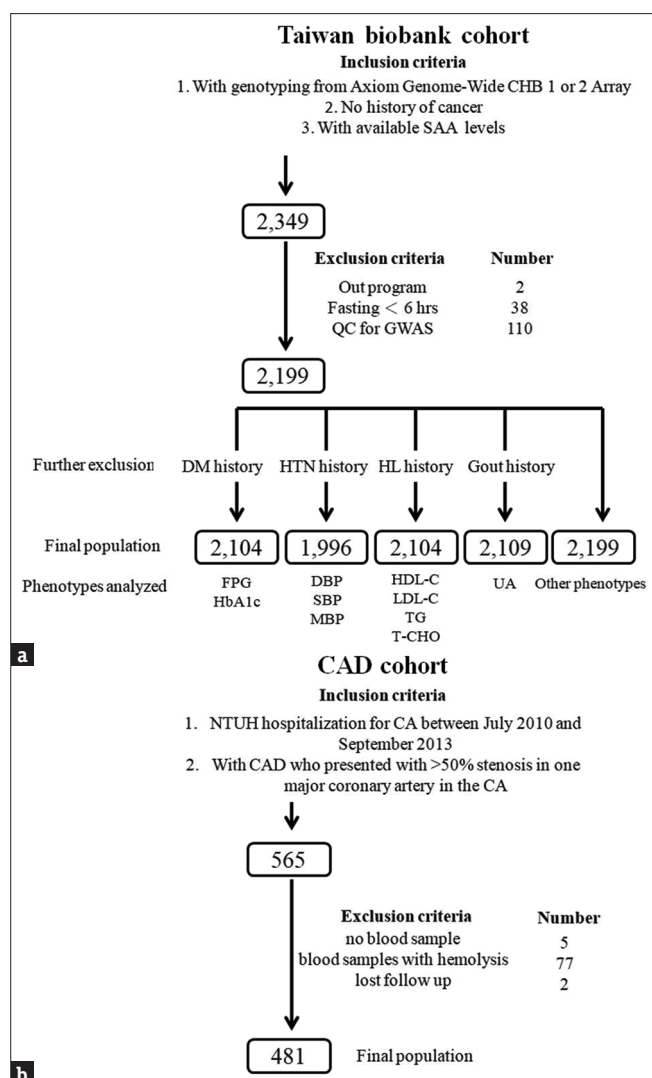 Taiwan biobank cohort
Inclusion criteria
1. With genotyping from Axiom Genome-Wide CHB 1 or 2 Array
2. No history of cancer
3. With available SAA levels
2,349
Exclusion criteria Number
Out program 2
Fasting < 6 hrs 38
QC for GWAS 110
2,199
Further exclusion DM history HTN history HL history Gout history
Final population 2,104 1,996 2,104 2,109 2,199
Phenotypes analyzed FPG DBP HDL-C UA Other phenotypes
HbA1c SBP LDL-C
MBP TG
T-CHO
a
CAD cohort
Inclusion criteria
1. NTUH hospitalization for CA between July 2010 and
September 2013
2. With CAD who presented with >50% stenosis in one
major coronary artery in the CA
565
Exclusion criteria Number
no blood sample 5
blood samples with hemolysis 77
lost follow up 2
481 Final population
b